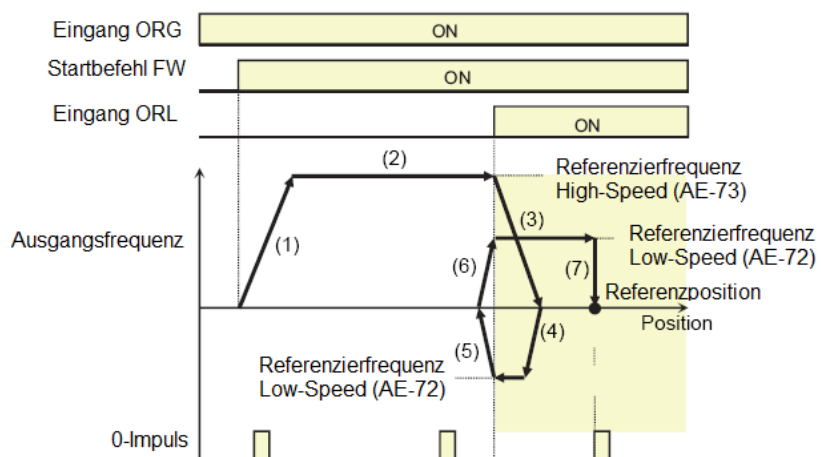 Eingang ORG
ON
Startbefehl FW
ON
Eingang ORL
ON
(2)
Referenzierfrequenz
High-Speed (AE-73)
(3)
Ausgangsfrequenz
(1)
Referenzierfrequenz
Low-Speed (AE-72)
(6)
(7)
Referenzposition
Position
(4)
(5)
Referenzierfrequenz
Low-Speed (AE-72)
0-Impuls